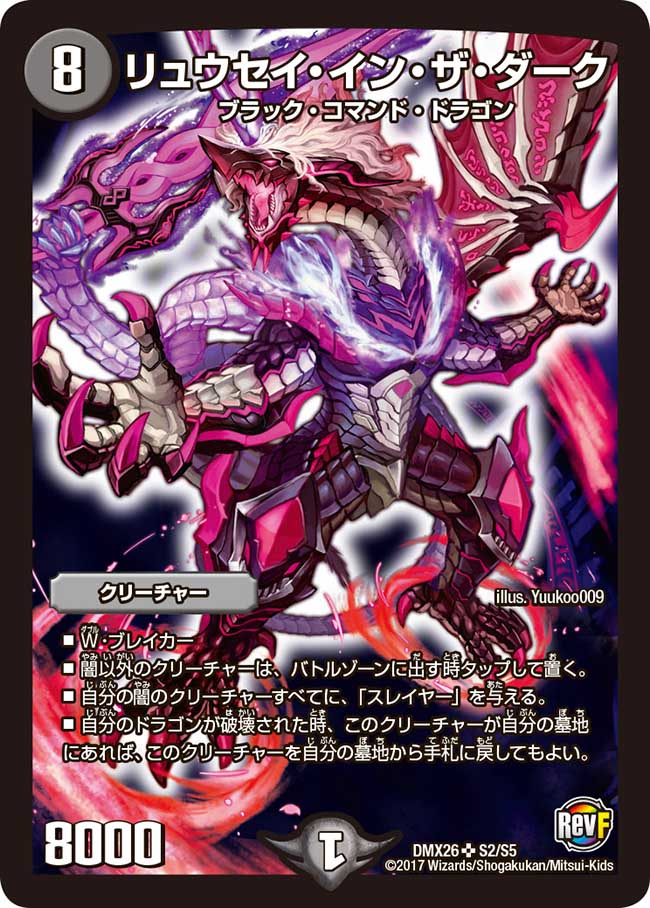 8
リュウセイ・イン・ザ・ダーク
ブラック・コマンド・ドラゴン
クリーチャー
illus. Yuukoo009
■ W・ブレイカー
■ 闇以外のクリーチャーは、バトルゾーンに出す時タップして置く。
■ 自分の闇のクリーチャーすべてに、「スレイヤー」を与える。
■ 自分のドラゴンが破壊された時、このクリーチャーが自分の墓地
にあれば、このクリーチャーを自分の墓地から手札に戻してもよい。
8000
1
RevF
DMX26 S2/S5
©2017 Wizards/Shogakukan/Mitsui-Kids